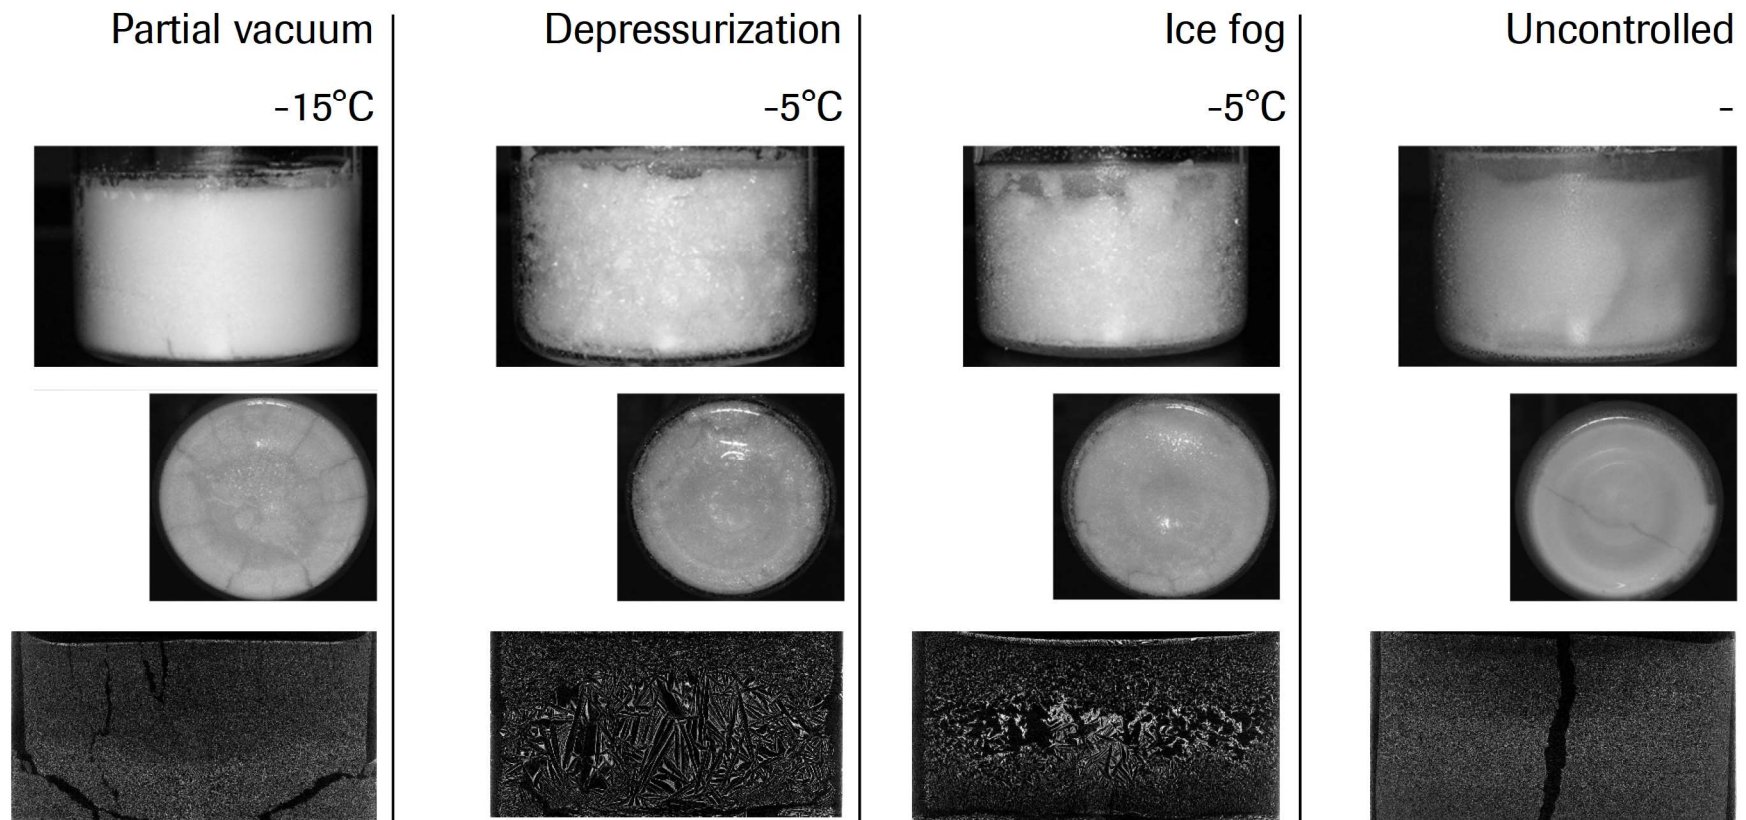 Partial vacuum
-15°C
Depressurization
-5°C
Ice fog
-5°C
Uncontrolled
-